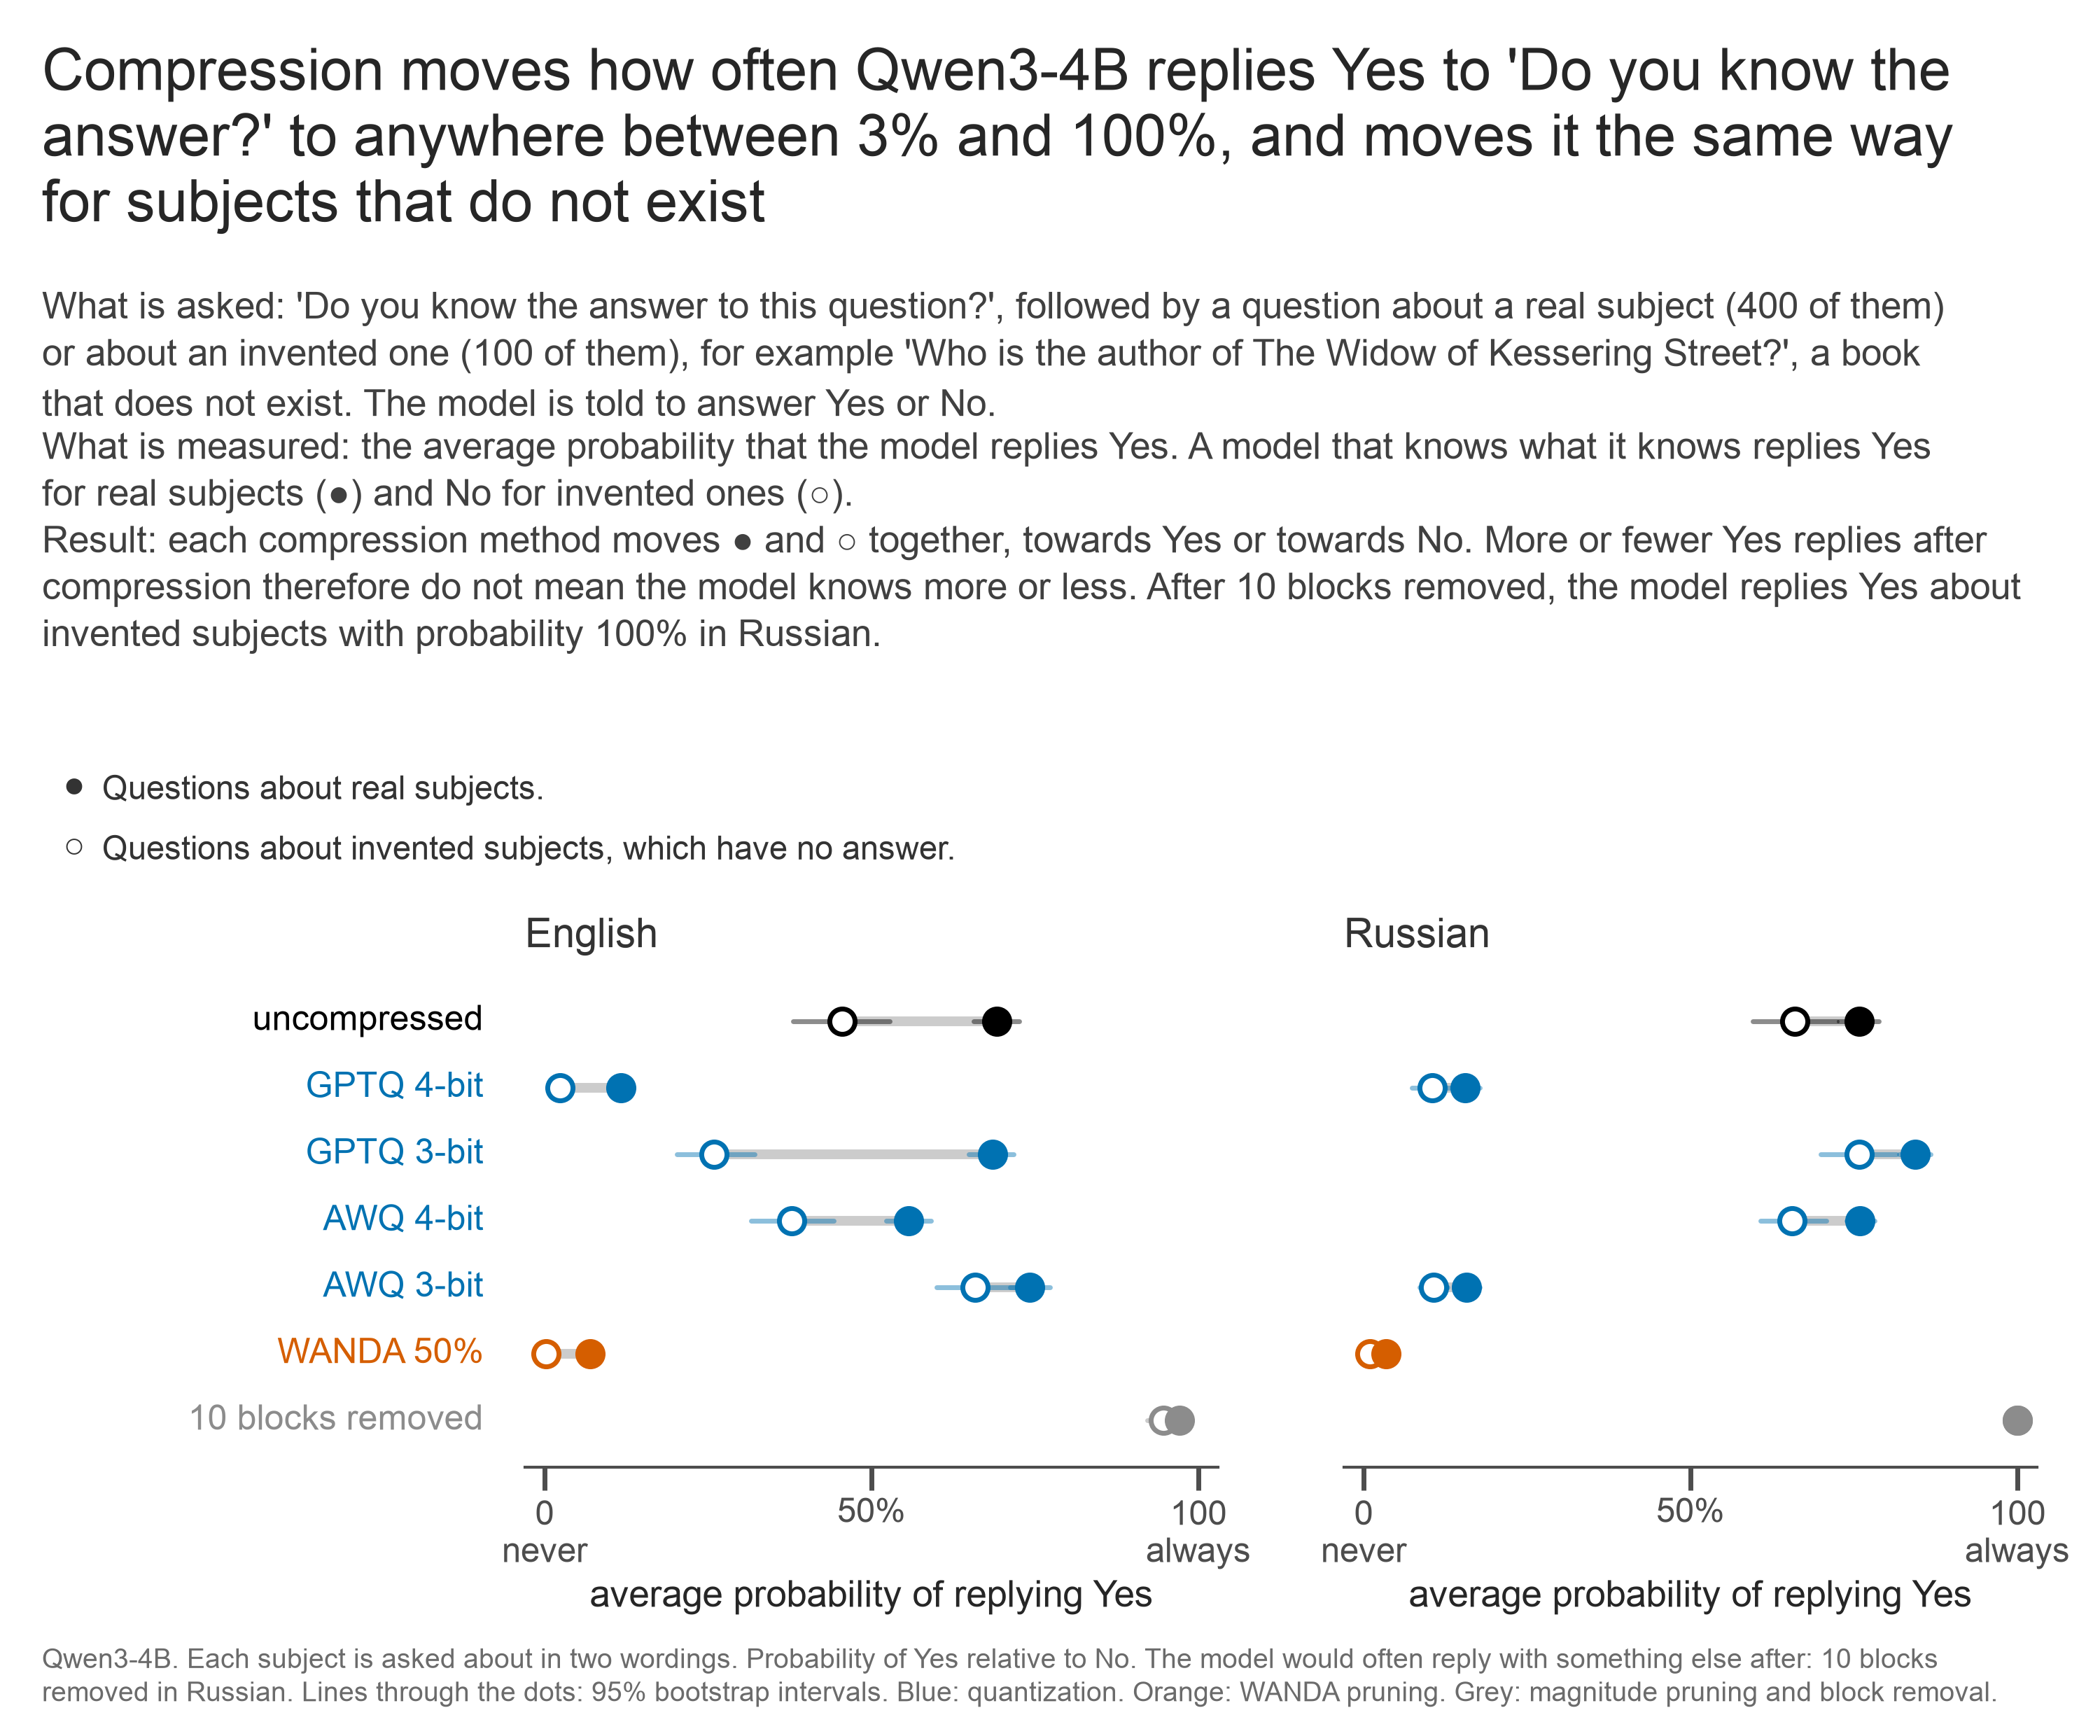 Compression moves how often Qwen3-4B replies Yes to 'Do you know the
answer?' to anywhere between 3% and 100%, and moves it the same way
for subjects that do not exist
What is asked: 'Do you know the answer to this question?', followed by a question about a real subject (400 of them)
or about an invented one (100 of them), for example 'Who is the author of The Widow of Kessering Street?', a book
that does not exist. The model is told to answer Yes or No.
What is measured: the average probability that the model replies Yes. A model that knows what it knows replies Yes
for real subjects (●) and No for invented ones (○).
Result: each compression method moves ● and ○ together, towards Yes or towards No. More or fewer Yes replies after
compression therefore do not mean the model knows more or less. After 10 blocks removed, the model replies Yes about
invented subjects with probability 100% in Russian.
● Questions about real subjects.
○ Questions about invented subjects, which have no answer.
English
Russian
uncompressed
GPTQ 4-bit
GPTQ 3-bit
AWQ 4-bit
AWQ 3-bit
WANDA 50%
10 blocks removed
0 50% 100
never always
average probability of replying Yes
0 50% 100
never always
average probability of replying Yes
Qwen3-4B. Each subject is asked about in two wordings. Probability of Yes relative to No. The model would often reply with something else after: 10 blocks
removed in Russian. Lines through the dots: 95% bootstrap intervals. Blue: quantization. Orange: WANDA pruning. Grey: magnitude pruning and block removal.